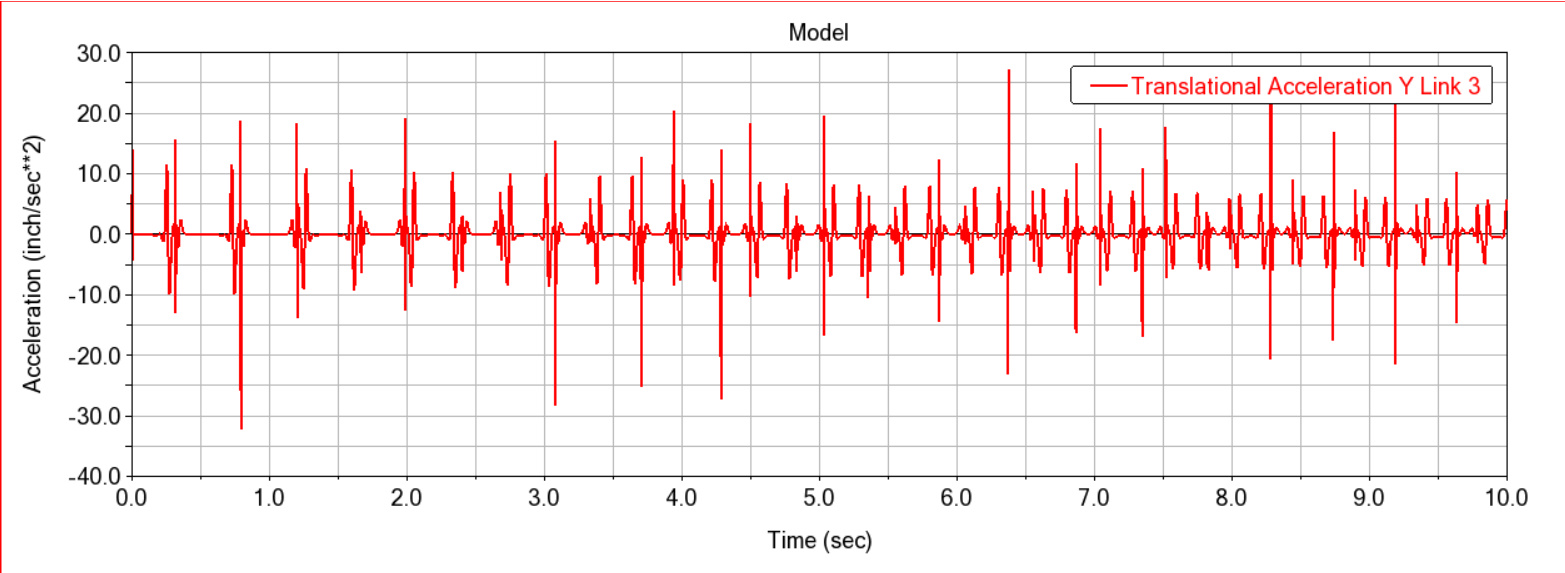 Model
Translational Acceleration Y Link 3
Acceleration (inch/sec**2)
30.0
20.0
10.0
0.0
-10.0
-20.0
-30.0
-40.0
0.0 1.0 2.0 3.0 4.0 5.0 6.0 7.0 8.0 9.0 10.0
Time (sec)